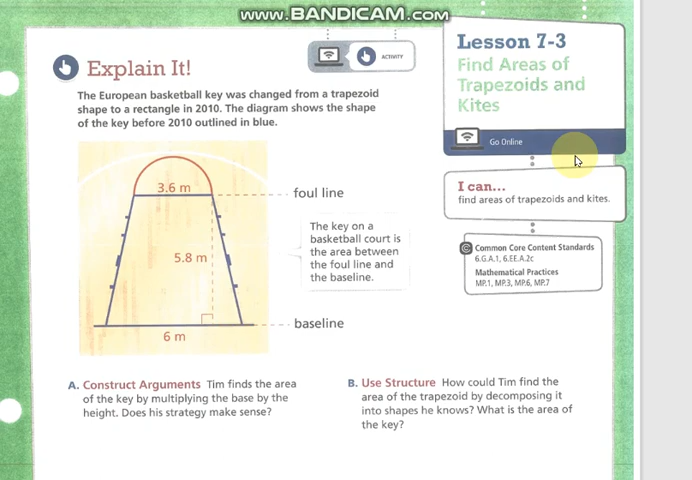 www.BANDICAM.com
Explain It!
ACTIVITY
The European basketball key was changed from a trapezoid
shape to a rectangle in 2010. The diagram shows the shape
of the key before 2010 outlined in blue.
3.6 m
foul line
The key on a
basketball court is
the area between
the foul line and
the baseline.
5.8 m
baseline
6 m
A. Construct Arguments Tim finds the area
of the key by multiplying the base by the
height. Does his strategy make sense?
B. Use Structure How could Tim find the
area of the trapezoid by decomposing it
into shapes he knows? What is the area of
the key?
Lesson 7-3
Find Areas of
Trapezoids and
Kites
Go Online
I can...
find areas of trapezoids and kites.
Common Core Content Standards
6.G.A.1, 6.EE.A.2c
Mathematical Practices
MP.1, MP.3, MP.6, MP.7